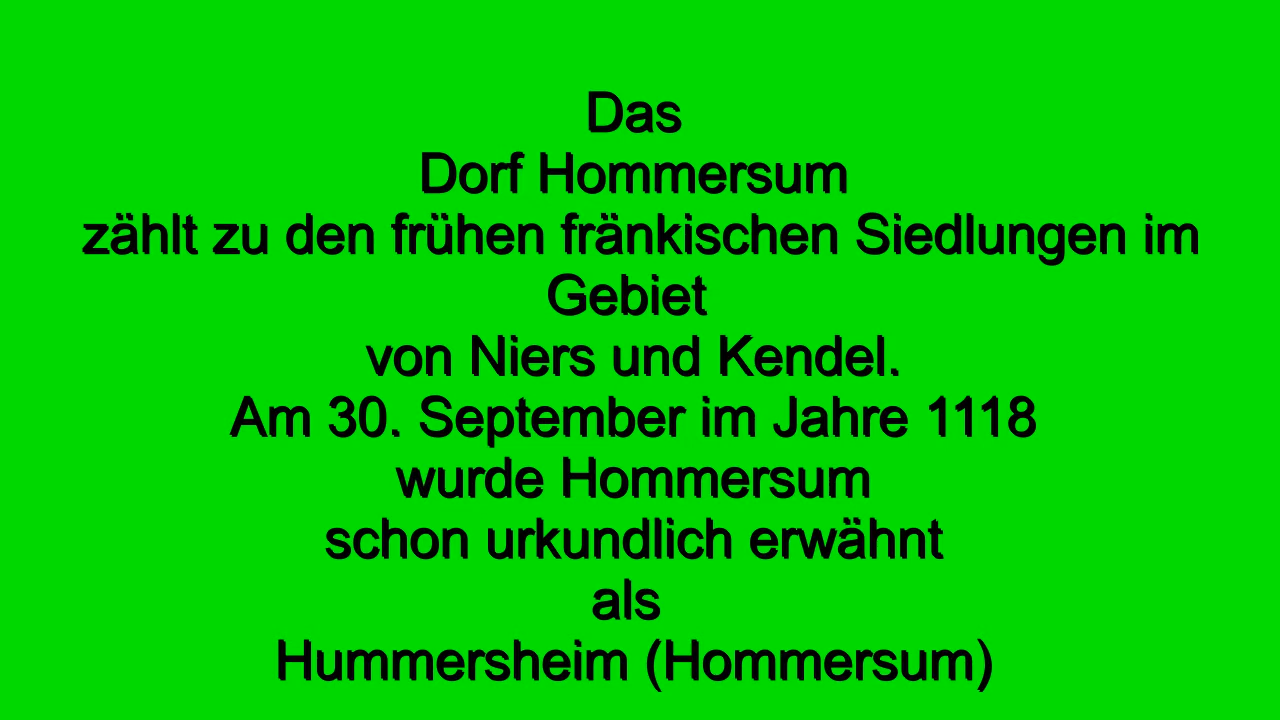 Das
Dorf Hommersum
zählt zu den frühen fränkischen Siedlungen im
Gebiet
von Niers und Kendel.
Am 30. September im Jahre 1118
wurde Hommersum
schon urkundlich erwähnt
als
Hummersheim (Hommersum)